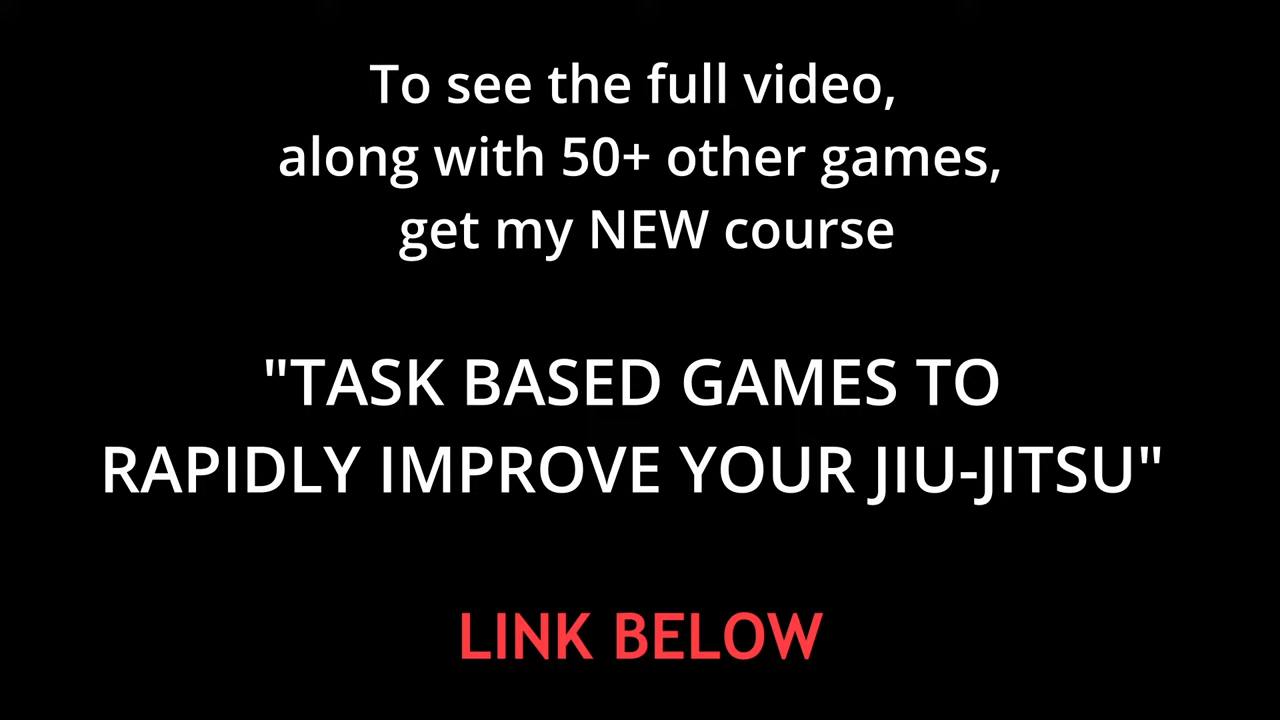 To see the full video,
along with 50+ other games,
get my NEW course
"TASK BASED GAMES TO
RAPIDLY IMPROVE YOUR JIU-JITSU"
LINK BELOW